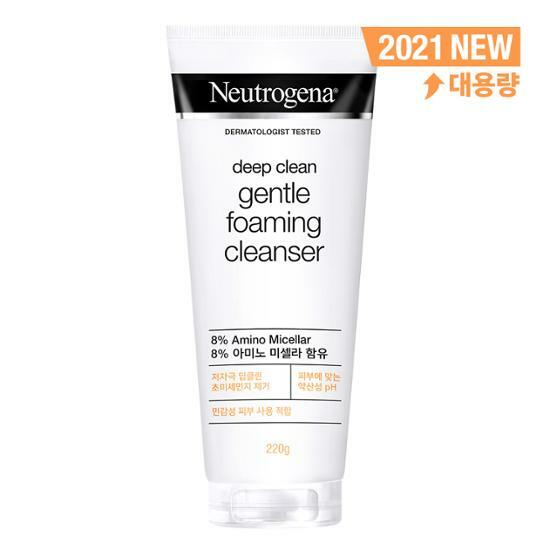 2021 NEW
대용량
Neutrogena®
DERMATOLOGIST TESTED
deep clean
gentle
foaming
cleanser
8% Amino Micellar
8% 아미노 미셀라 함유
저자극 딥클린
초미세먼지 제거
피부에 맞는
약산성 pH
민감성 피부 사용 적합
220g